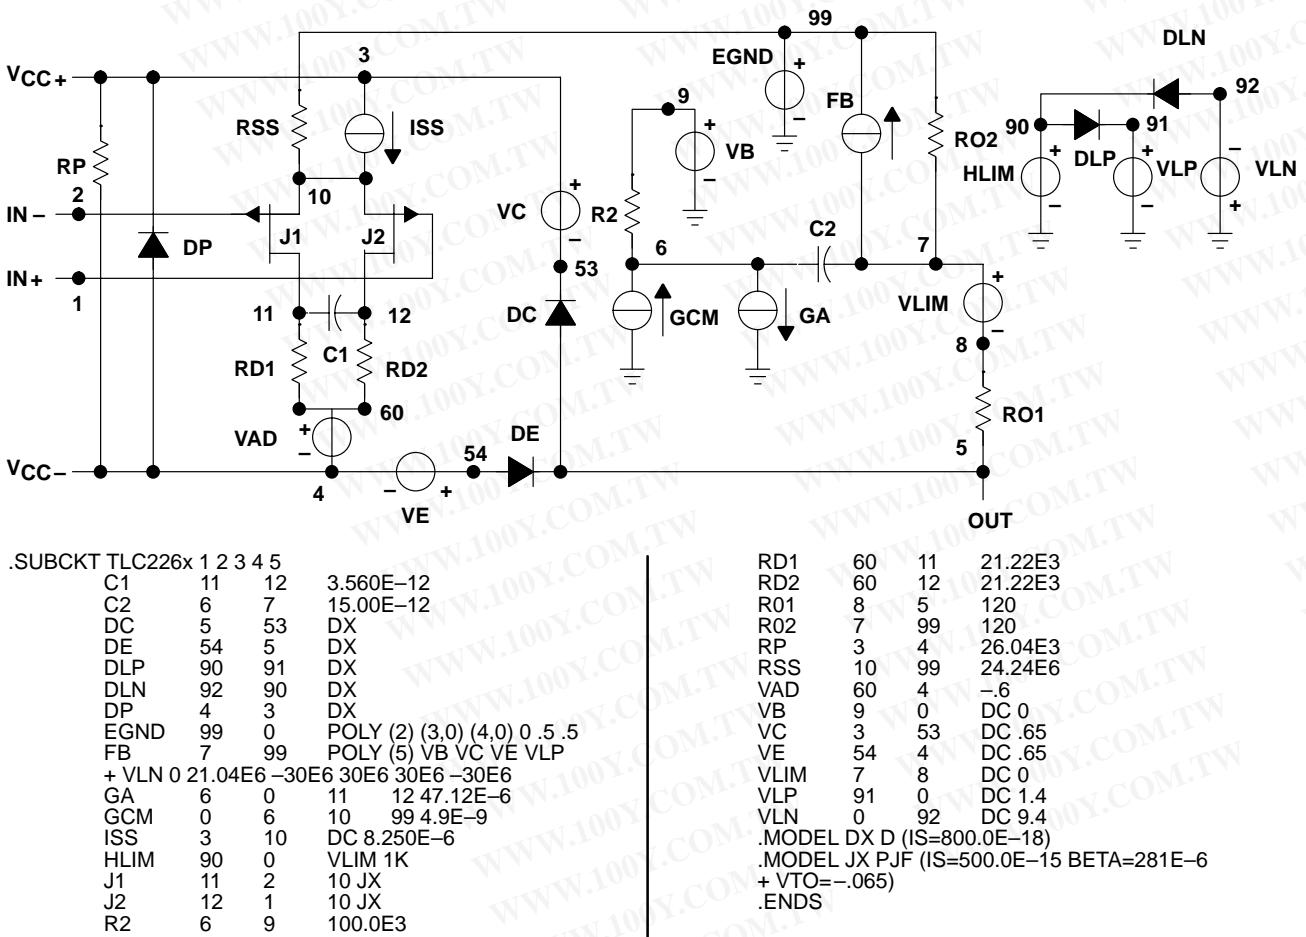 99
DLN
3
VCC+
EGND
+
92
9
FB
RSS
ISS
+
90
91
RO2
VB
–
+
+
–
RP
HLIM
DLP
VLP
VLN
2
10
+
–
–
+
IN –
VC
R2
C2
J1
J2
DP
–
6
7
IN+
53
1
+
VLIM
11
12
DC
GCM
GA
–
C1
8
RD1
RD2
60
RO1
VAD
+
DE
–
54
5
VCC–
4
–
+
VE
OUT
.SUBCKT TLC226x 1 2 3 4 5
C1 11 12 3.560E–12
C2 6 7 15.00E–12
DC 5 53 DX
DE 54 5 DX
DLP 90 91 DX
DLN 92 90 DX
DP 4 3 DX
EGND 99 0 POLY (2) (3,0) (4,0) 0 .5 .5
FB 7 99 POLY (5) VB VC VE VLP
+ VLN 0 21.04E6 –30E6 30E6 30E6 –30E6
GA 6 0 11 12 47.12E–6
GCM 0 6 10 99 4.9E–9
ISS 3 10 DC 8.250E–6
HLIM 90 0 VLIM 1K
J1 11 2 10 JX
J2 12 1 10 JX
R2 6 9 100.0E3
RD1 60 11 21.22E3
RD2 60 12 21.22E3
R01 8 5 120
R02 7 99 120
RP 3 4 26.04E3
RSS 10 99 24.24E6
VAD 60 4 –.6
VB 9 0 DC 0
VC 3 53 DC .65
VE 54 4 DC .65
VLIM 7 8 DC 0
VLP 91 0 DC 1.4
VLN 0 92 DC 9.4
.MODEL DX D (IS=800.0E–18)
.MODEL JX PJF (IS=500.0E–15 BETA=281E–6
+ VTO=–.065)
.ENDS
WWW.100Y.COM.TW